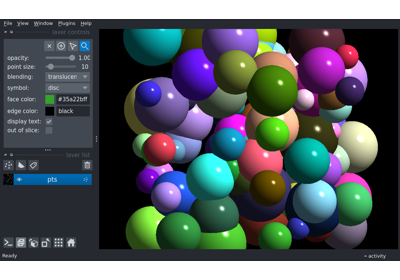 File View Window Plugins Help
layer controls
opacity: 1.00
point size: 10
blending: translucen
symbol: disc
face color: #35a22bff
edge color: black
display text:
out of slice:
layer list
pts
Ready
activity